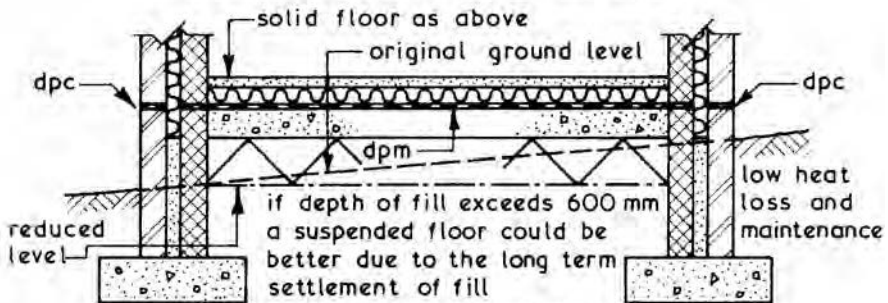 solid floor as above
original ground level
dpc
dpc
dpm
low heat
loss and
maintenance
reduced
level
if depth of fill exceeds 600 mm
a suspended floor could be
better due to the long term
settlement of fill